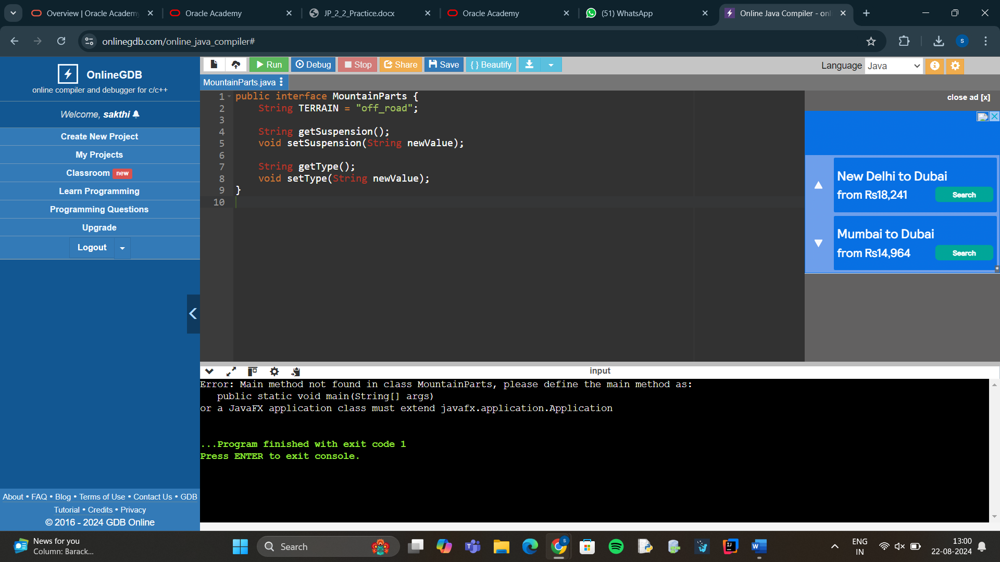 Overview | Oracle Academy
Oracle Academy
JP_2_2_Practice.docx
Oracle Academy
(51) WhatsApp
Online Java Compiler - onl
onlinegdb.com/online_java_compiler#
S
OnlineGDB
online compiler and debugger for c/c++
Welcome, sakthi
Create New Project
My Projects
Classroom new
Learn Programming
Programming Questions
Upgrade
Logout
About • FAQ • Blog • Terms of Use • Contact Us • GDB
Tutorial • Credits • Privacy
© 2016 - 2024 GDB Online
Run
Debug
Stop
Share
Save
{ } Beautify
Language Java
MountainParts.java
1 public interface MountainParts {
2 String TERRAIN = "off_road";
3
4 String getSuspension();
5 void setSuspension(String newValue);
6
7 String getType();
8 void setType(String newValue);
9 }
10
close ad [x]
New Delhi to Dubai
from Rs18,241
Search
Mumbai to Dubai
from Rs14,964
Search
input
Error: Main method not found in class MountainParts, please define the main method as:
public static void main(String[] args)
or a JavaFX application class must extend javafx.application.Application
...Program finished with exit code 1
Press ENTER to exit console.
News for you
Column: Barack...
Search
ENG
IN
13:00
22-08-2024